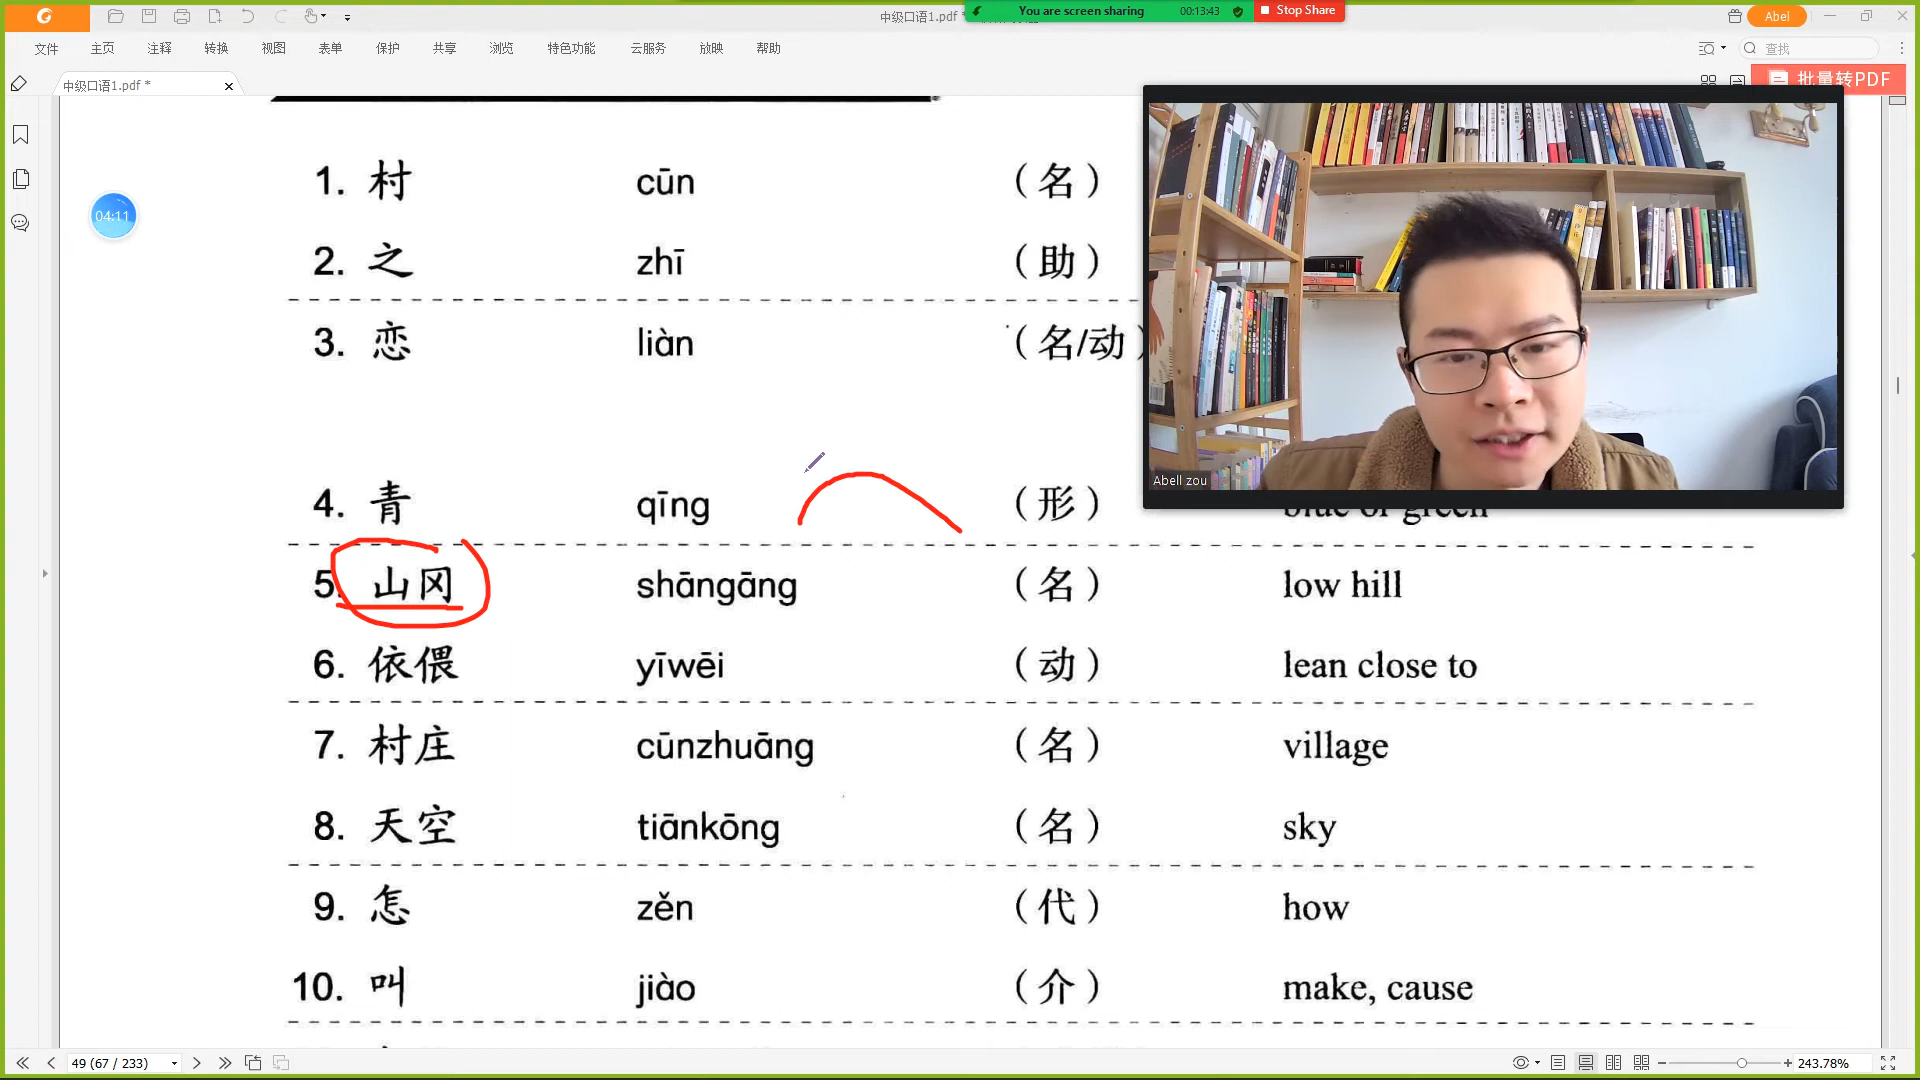 中级口语1.pdf *
You are screen sharing
00:13:43
Stop Share
Abel
文件 主页 注释 转换 视图 表单 保护 共享 浏览 特色功能 云服务 放映 帮助
查找
中级口语1.pdf *
批量转PDF
04:11
1. 村 cūn （名）
2. 之 zhī （助）
3. 恋 liàn （名/动）
4. 青 qīng （形） blue or green
5. 山冈 shāngāng （名） low hill
6. 依偎 yīwēi （动） lean close to
7. 村庄 cūnzhuāng （名） village
8. 天空 tiānkōng （名） sky
9. 怎 zěn （代） how
10. 叫 jiào （介） make, cause
Abell zou
49 (67 / 233)
243.78%